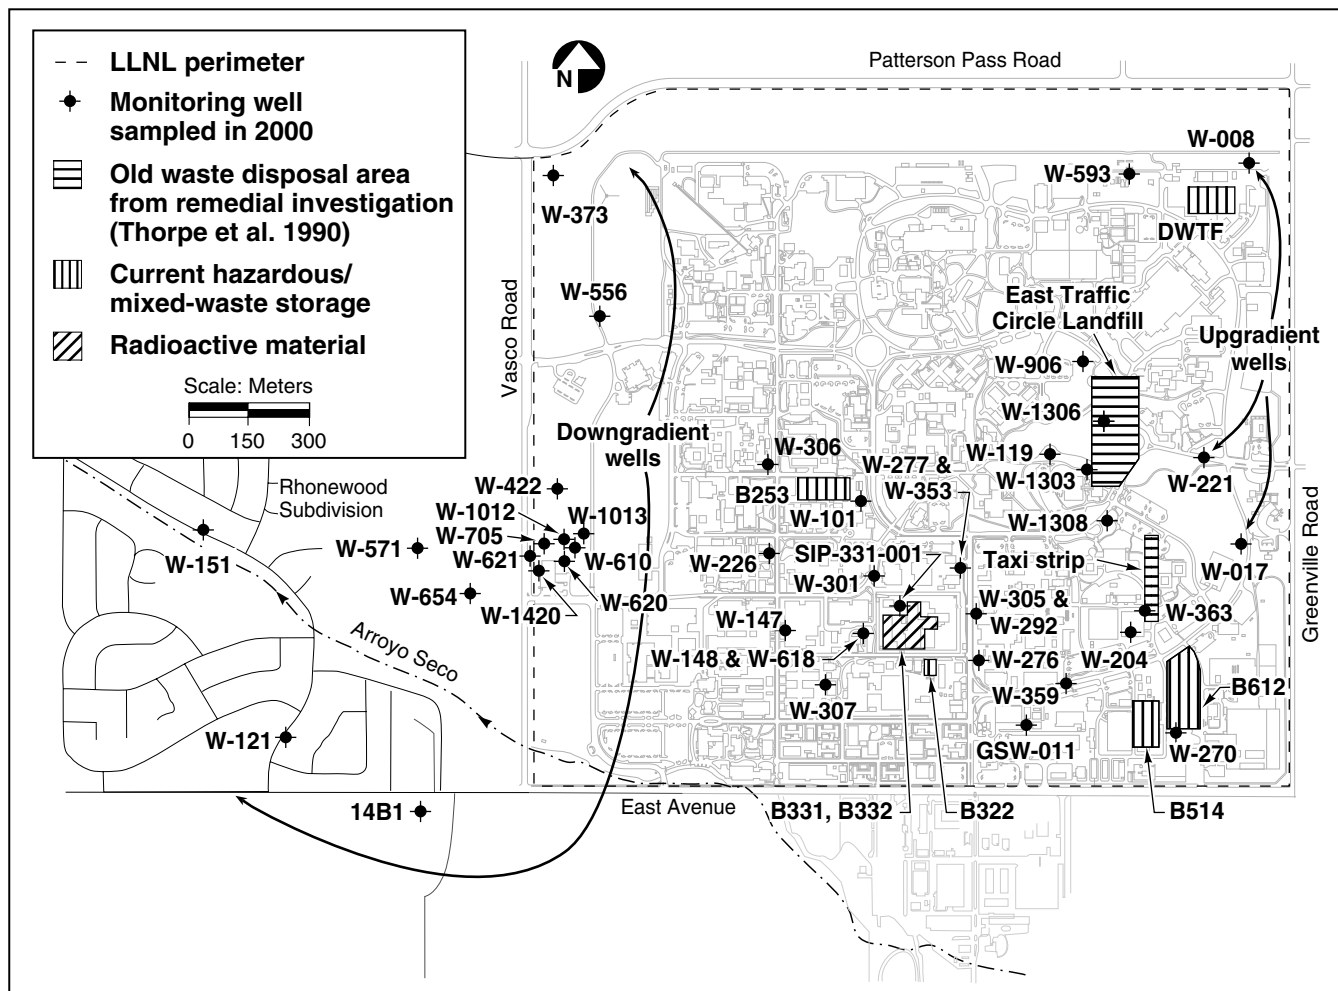 LLNL perimeter
Monitoring well
sampled in 2000
Old waste disposal area
from remedial investigation
(Thorpe et al. 1990)
Current hazardous/
mixed-waste storage
Radioactive material
Scale: Meters
0 150 300
N
Patterson Pass Road
W-008
W-593
DWTF
W-373
W-556
Vasco Road
East Traffic
Circle Landfill
Upgradient
wells
W-906
W-1306
Downgradient
wells
W-306
W-277 &
W-353
W-119
W-1303
W-221
Rhonewood
Subdivision
W-422
W-1012
W-1013
W-705
B253
W-101
W-1308
W-151
W-571
W-621
W-610
W-226
SIP-331-001
W-301
Taxi strip
W-017
Greenville Road
W-654
W-620
W-1420
W-147
W-305 &
W-292
W-363
Arroyo Seco
W-148 & W-618
W-276
W-204
W-359
B612
W-307
W-121
GSW-011
W-270
14B1
East Avenue
B331, B332
B322
B514